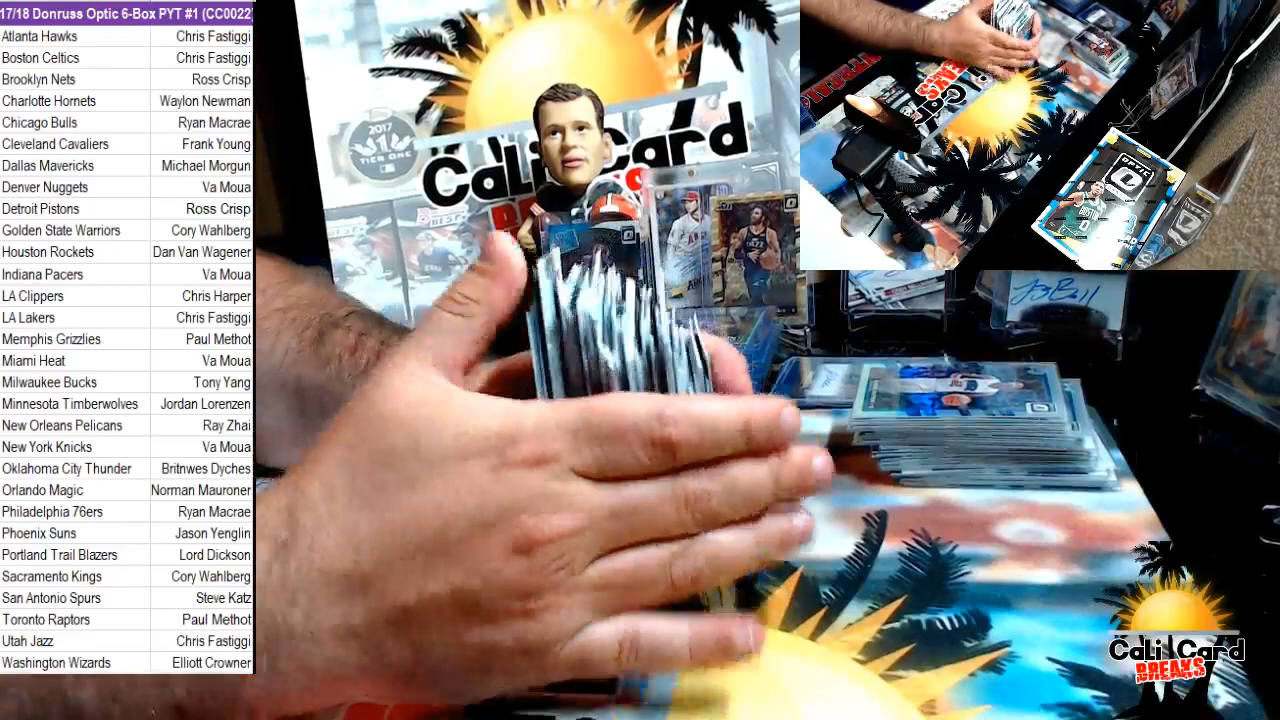 17/18 Donruss Optic 6-Box PYT #1 (CC0022)
Atlanta Hawks Chris Fastiggi
Boston Celtics Chris Fastiggi
Brooklyn Nets Ross Crisp
Charlotte Hornets Waylon Newman
Chicago Bulls Ryan Macrae
Cleveland Cavaliers Frank Young
Dallas Mavericks Michael Morgun
Denver Nuggets Va Moua
Detroit Pistons Ross Crisp
Golden State Warriors Cory Wahlberg
Houston Rockets Dan Van Wagener
Indiana Pacers Va Moua
LA Clippers Chris Harper
LA Lakers Chris Fastiggi
Memphis Grizzlies Paul Methot
Miami Heat Va Moua
Milwaukee Bucks Tony Yang
Minnesota Timberwolves Jordan Lorenzen
New Orleans Pelicans Ray Zhai
New York Knicks Va Moua
Oklahoma City Thunder Britnwes Dyches
Orlando Magic Norman Mauroner
Philadelphia 76ers Ryan Macrae
Phoenix Suns Jason Yenglin
Portland Trail Blazers Lord Dickson
Sacramento Kings Cory Wahlberg
San Antonio Spurs Steve Katz
Toronto Raptors Paul Methot
Utah Jazz Chris Fastiggi
Washington Wizards Elliott Crowner
2017
TIER ONE
Cali Card
OPTIC
Cali Card
BREAKS